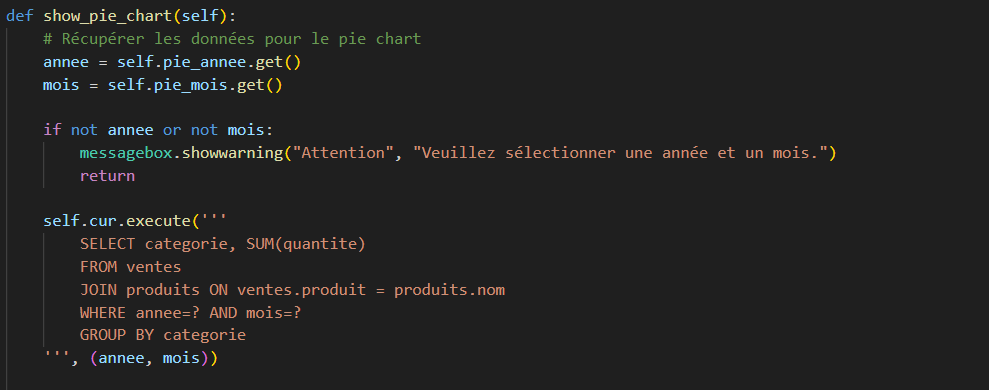 def show_pie_chart(self):
    # Récupérer les données pour le pie chart
    annee = self.pie_annee.get()
    mois = self.pie_mois.get()

    if not annee or not mois:
        messagebox.showwarning("Attention", "Veuillez sélectionner une année et un mois.")
        return

    self.cur.execute('''
        SELECT categorie, SUM(quantite)
        FROM ventes
        JOIN produits ON ventes.produit = produits.nom
        WHERE annee=? AND mois=?
        GROUP BY categorie
    ''', (annee, mois))